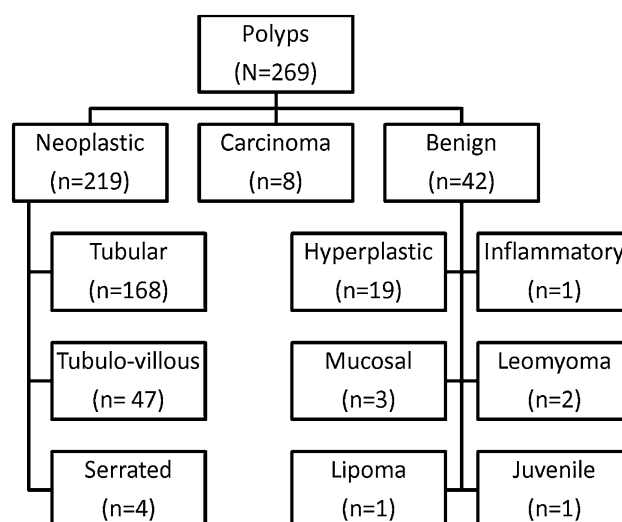 Polyps
(N=269)
Neoplastic
(n=219)
Carcinoma
(n=8)
Benign
(n=42)
Tubular
(n=168)
Hyperplastic
(n=19)
Inflammatory
(n=1)
Tubulo-villous
(n= 47)
Mucosal
(n=3)
Leomyoma
(n=2)
Serrated
(n=4)
Lipoma
(n=1)
Juvenile
(n=1)